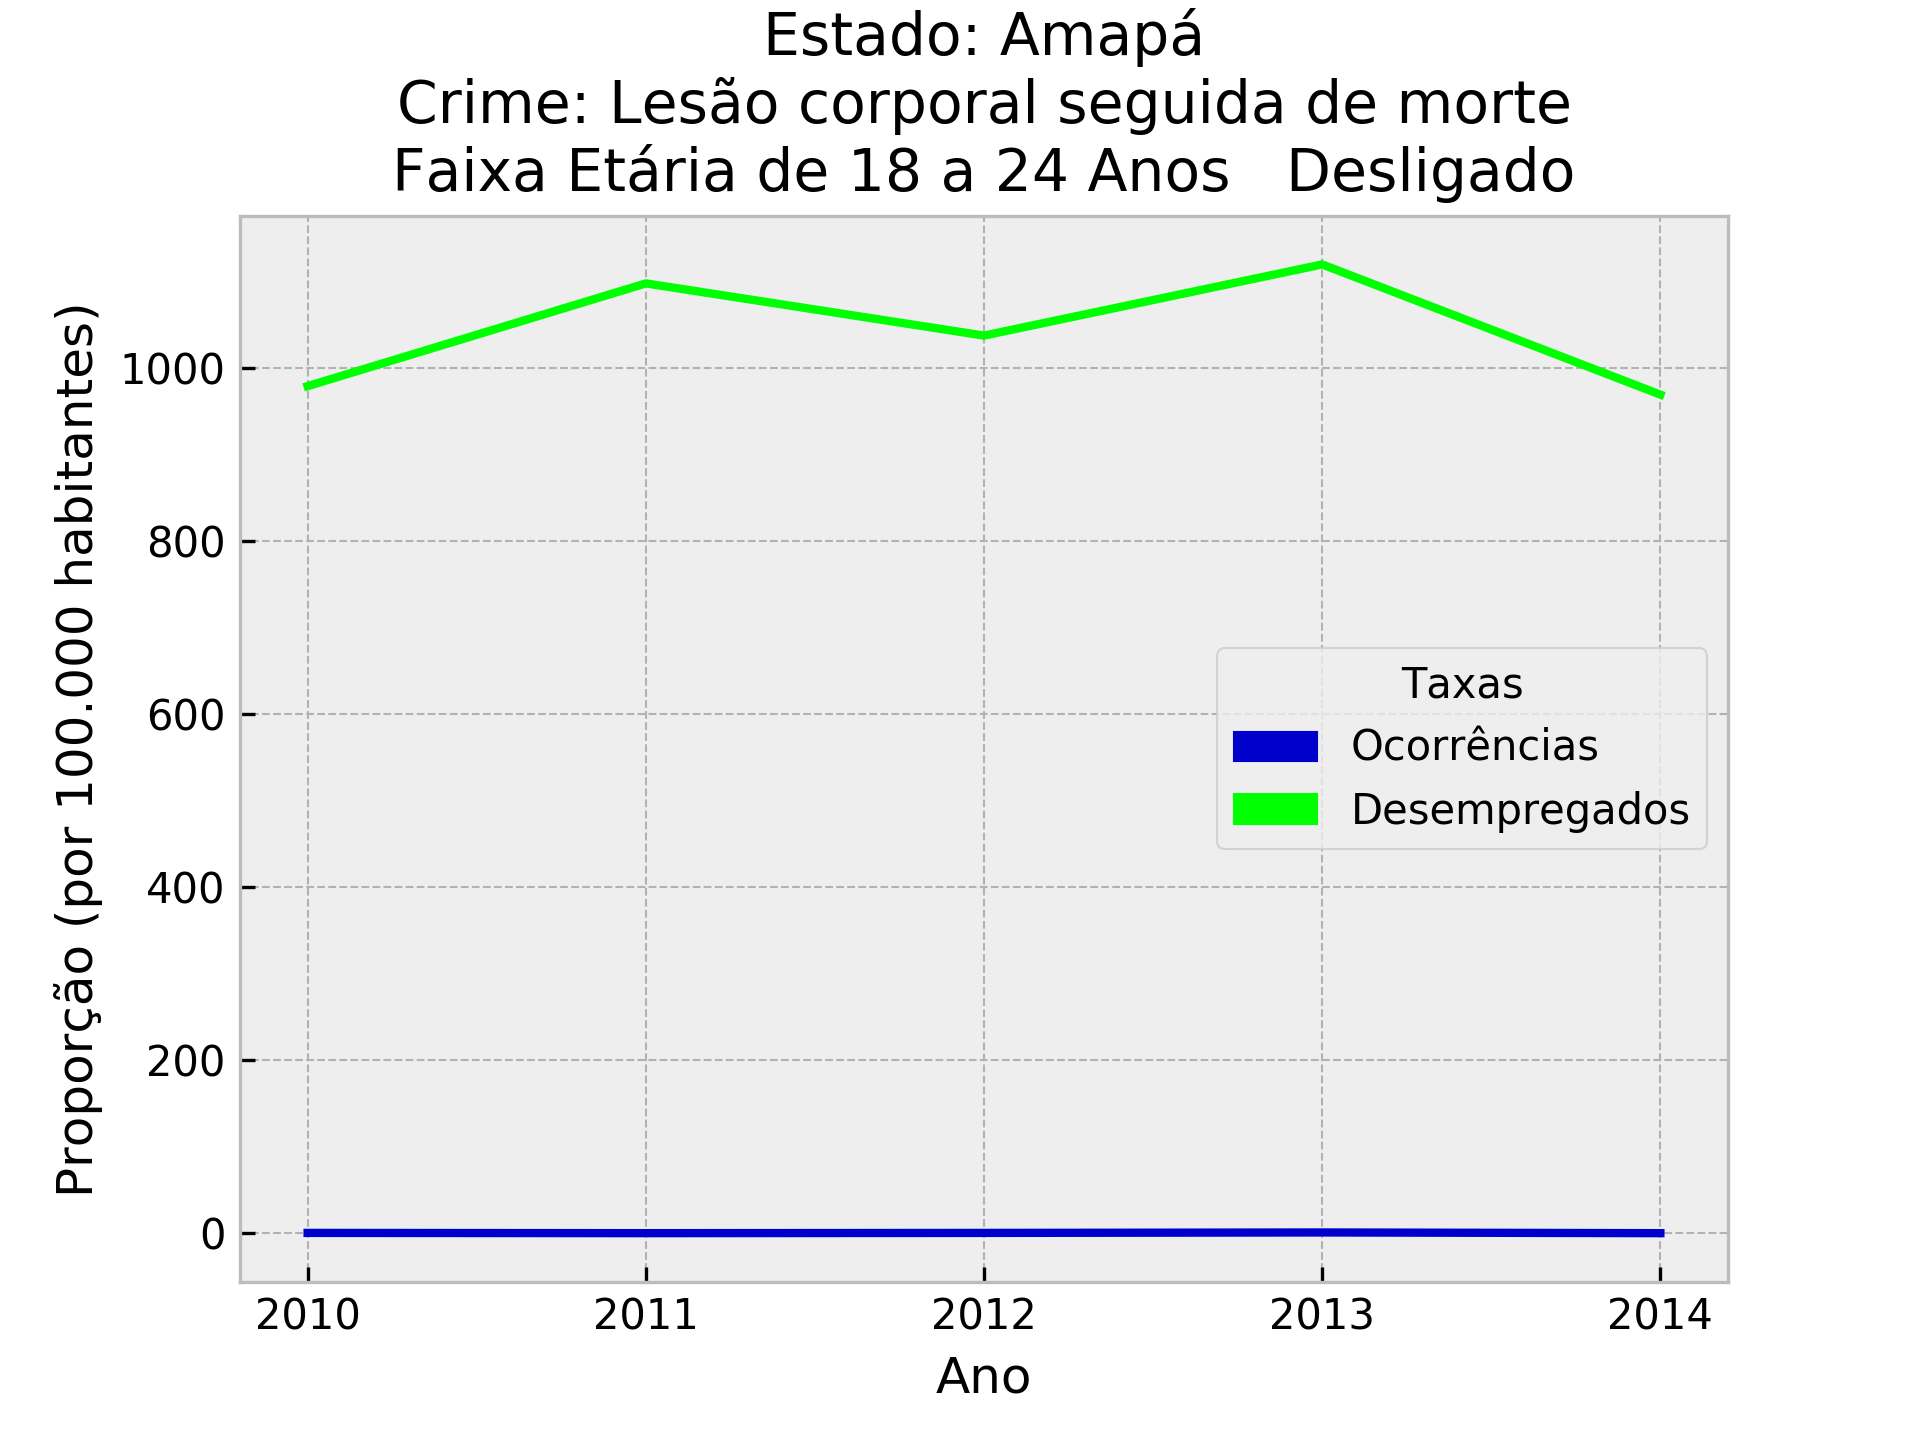 Estado: Amapá
Crime: Lesão corporal seguida de morte
Faixa Etária de 18 a 24 Anos   Desligado
Proporção (por 100.000 habitantes)
1000
800
600
400
200
0
Taxas
Ocorrências
Desempregados
2010 2011 2012 2013 2014
Ano